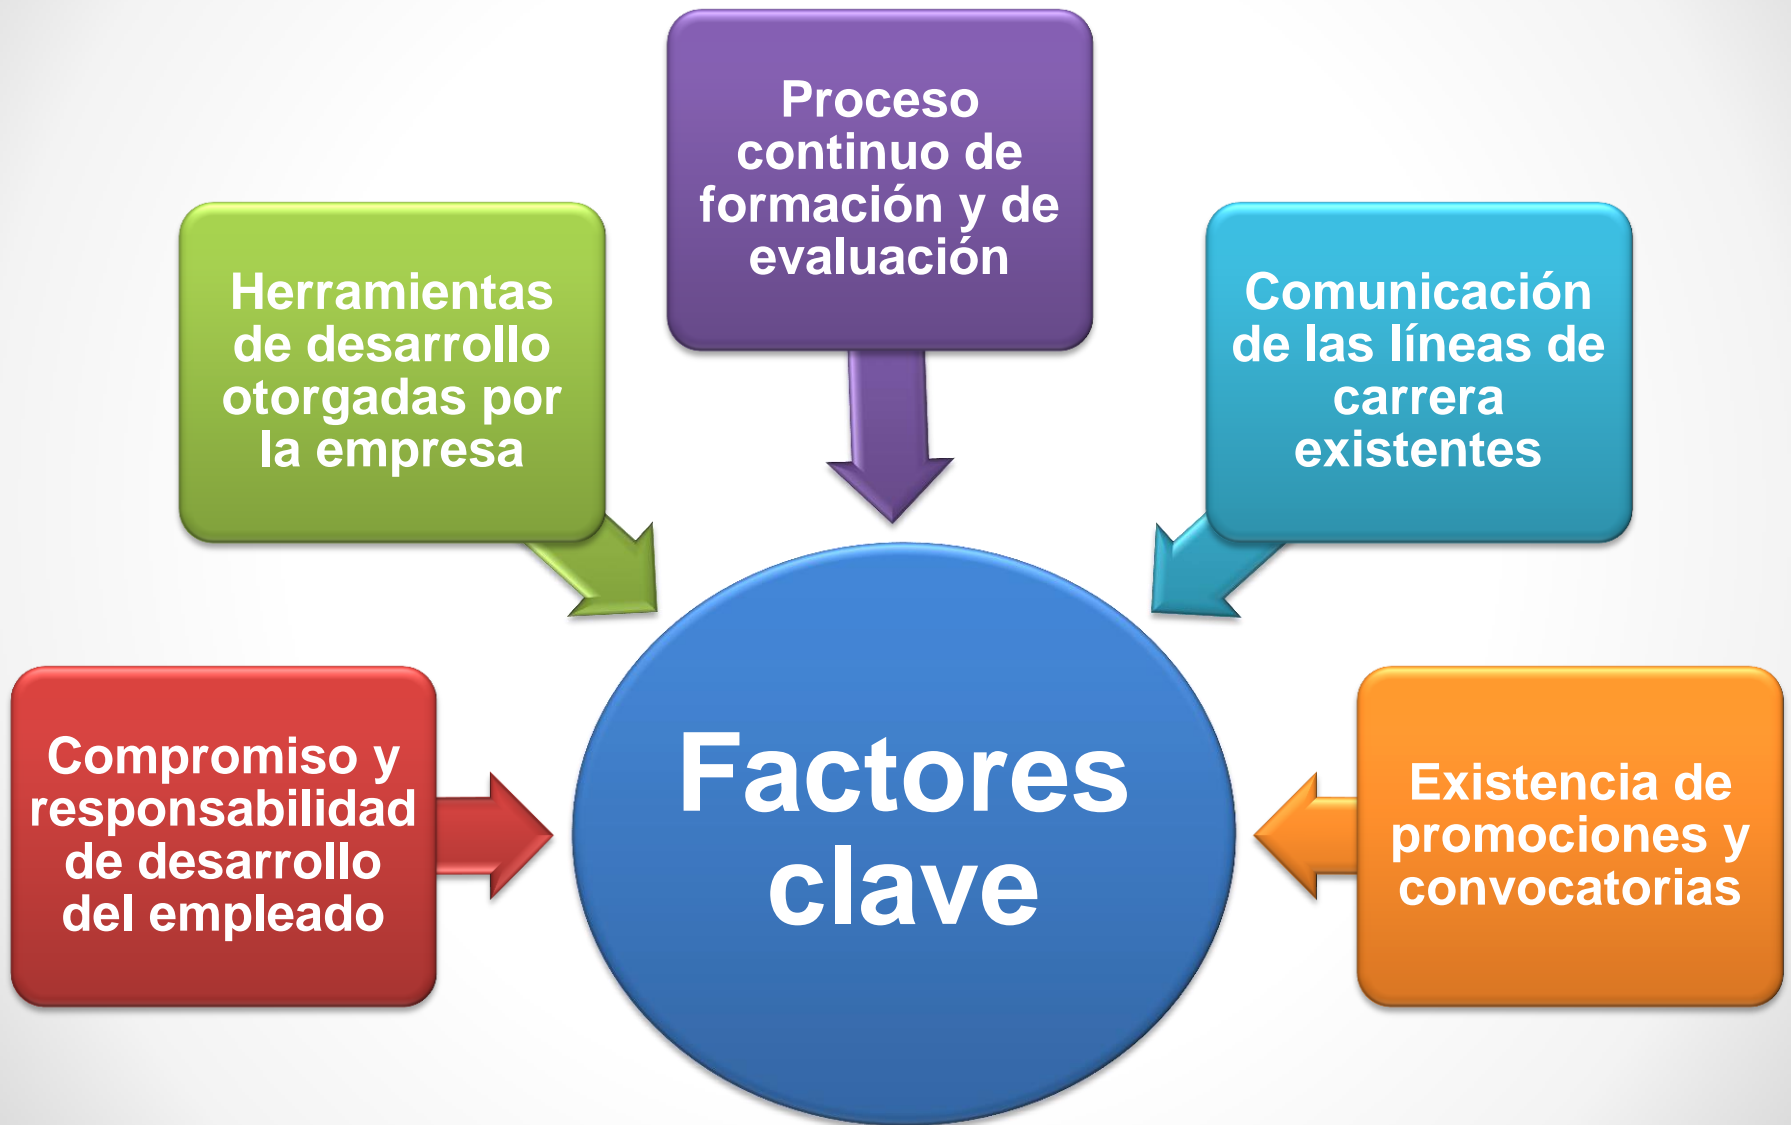 Proceso
continuo de
formación y de
evaluación
Herramientas
de desarrollo
otorgadas por
la empresa
Comunicación
de las líneas de
carrera
existentes
Compromiso y
responsabilidad
de desarrollo
del empleado
Factores
clave
Existencia de
promociones y
convocatorias